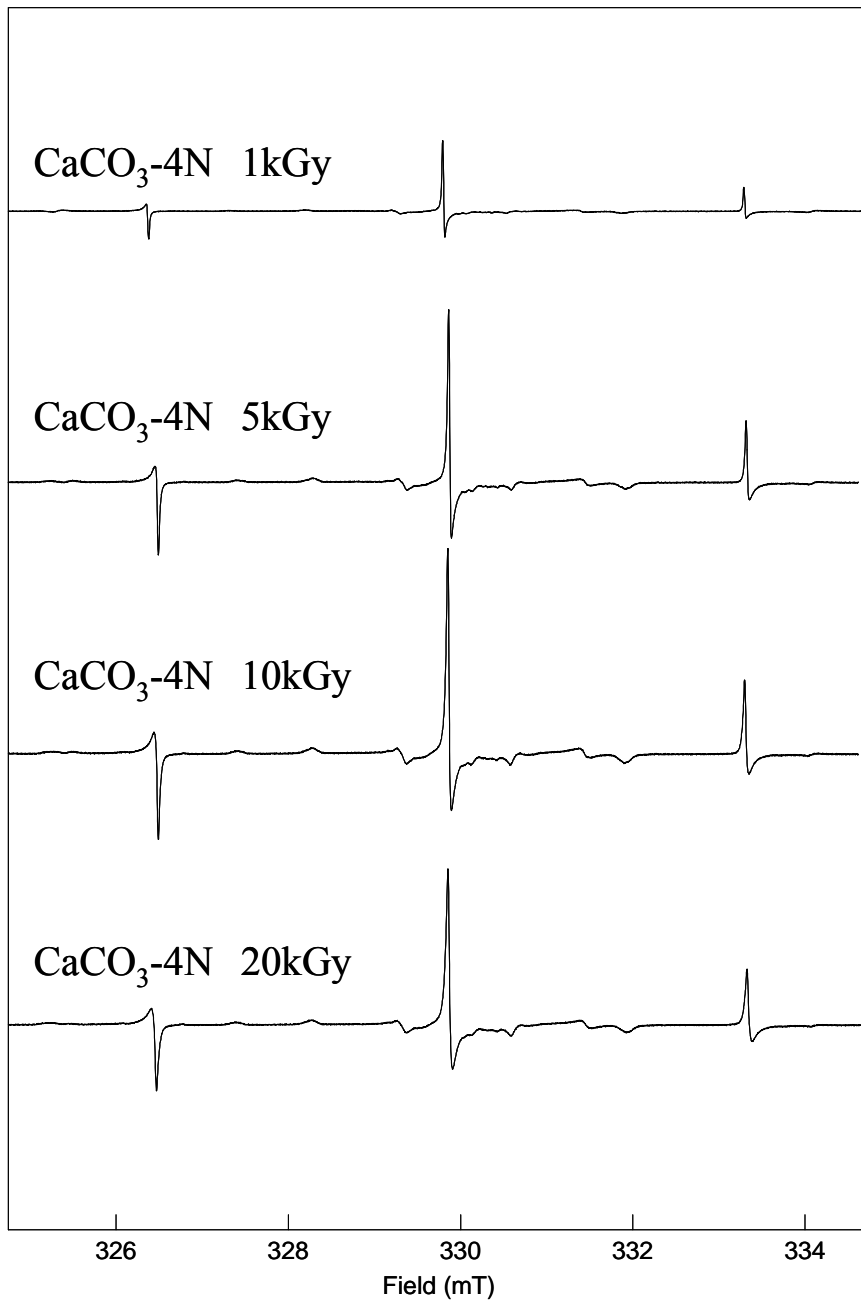 CaCO₃-4N 1kGy
CaCO₃-4N 5kGy
CaCO₃-4N 10kGy
CaCO₃-4N 20kGy
326 328 330 332 334
Field (mT)